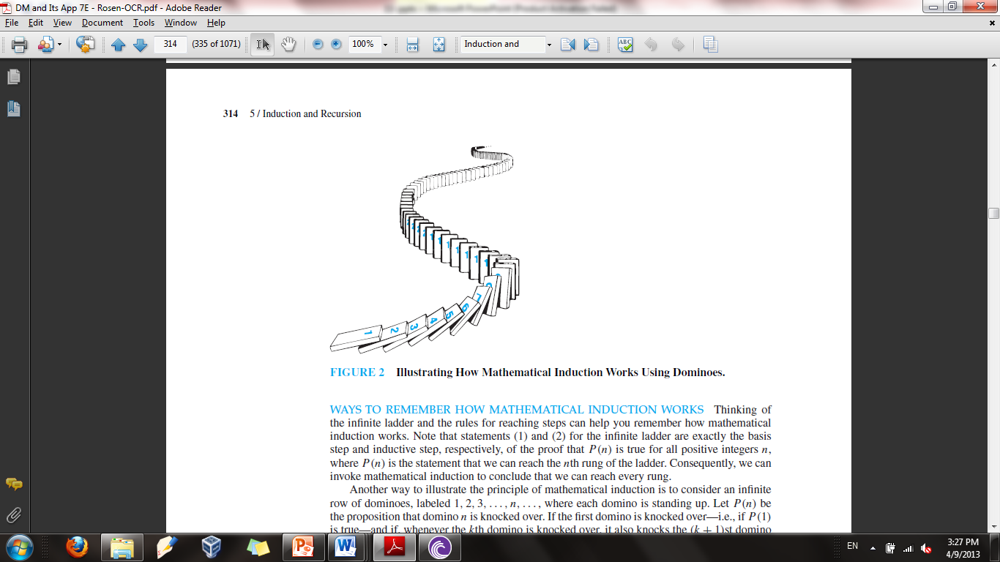 DM and Its App 7E - Rosen-OCR.pdf - Adobe Reader
File Edit View Document Tools Window Help
314 (335 of 1071) 100% Induction and
314 5 / Induction and Recursion
1 2 3 4 5 6 7
FIGURE 2 Illustrating How Mathematical Induction Works Using Dominoes.
WAYS TO REMEMBER HOW MATHEMATICAL INDUCTION WORKS Thinking of
the infinite ladder and the rules for reaching steps can help you remember how mathematical
induction works. Note that statements (1) and (2) for the infinite ladder are exactly the basis
step and inductive step, respectively, of the proof that P(n) is true for all positive integers n,
where P(n) is the statement that we can reach the nth rung of the ladder. Consequently, we can
invoke mathematical induction to conclude that we can reach every rung.
Another way to illustrate the principle of mathematical induction is to consider an infinite
row of dominoes, labeled 1, 2, 3, . . . , n, . . . , where each domino is standing up. Let P(n) be
the proposition that domino n is knocked over. If the first domino is knocked over—i.e., if P(1)
is true—and if, whenever the kth domino is knocked over, it also knocks the (k + 1)st domino
EN
3:27 PM
4/9/2013